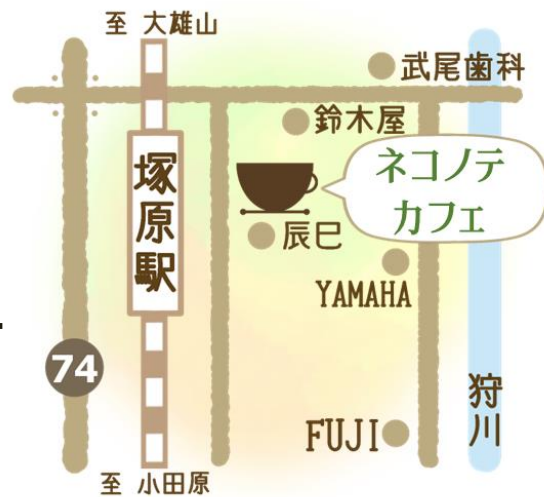 至 大雄山
武尾歯科
鈴木屋
塚原駅
ネコノテ
カフェ
辰巳
YAMAHA
74
狩川
FUJI
至 小田原